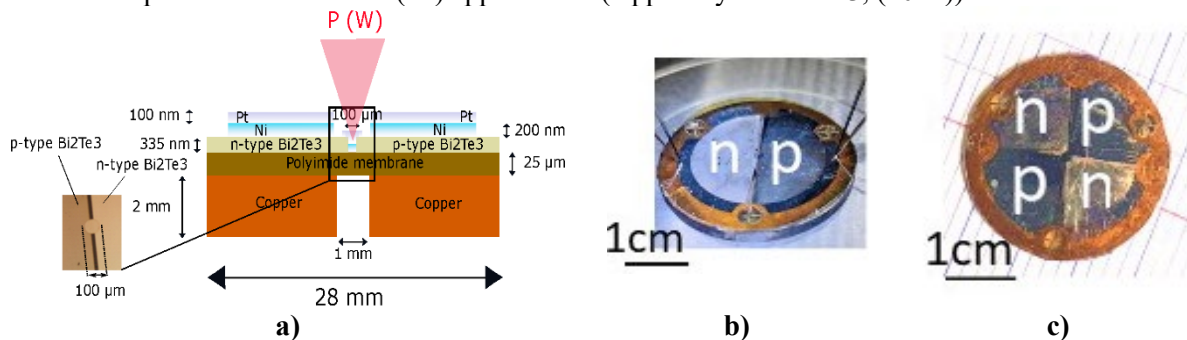 P (W)
100 nm
Pt
100 µm
Pt
Ni
Ni
200 nm
p-type Bi2Te3
335 nm
n-type Bi2Te3
p-type Bi2Te3
n-type Bi2Te3
Polyimide membrane
25 µm
2 mm
Copper
Copper
1 mm
100 µm
28 mm
a)
n p
1cm
b)
n p
p n
1cm
c)